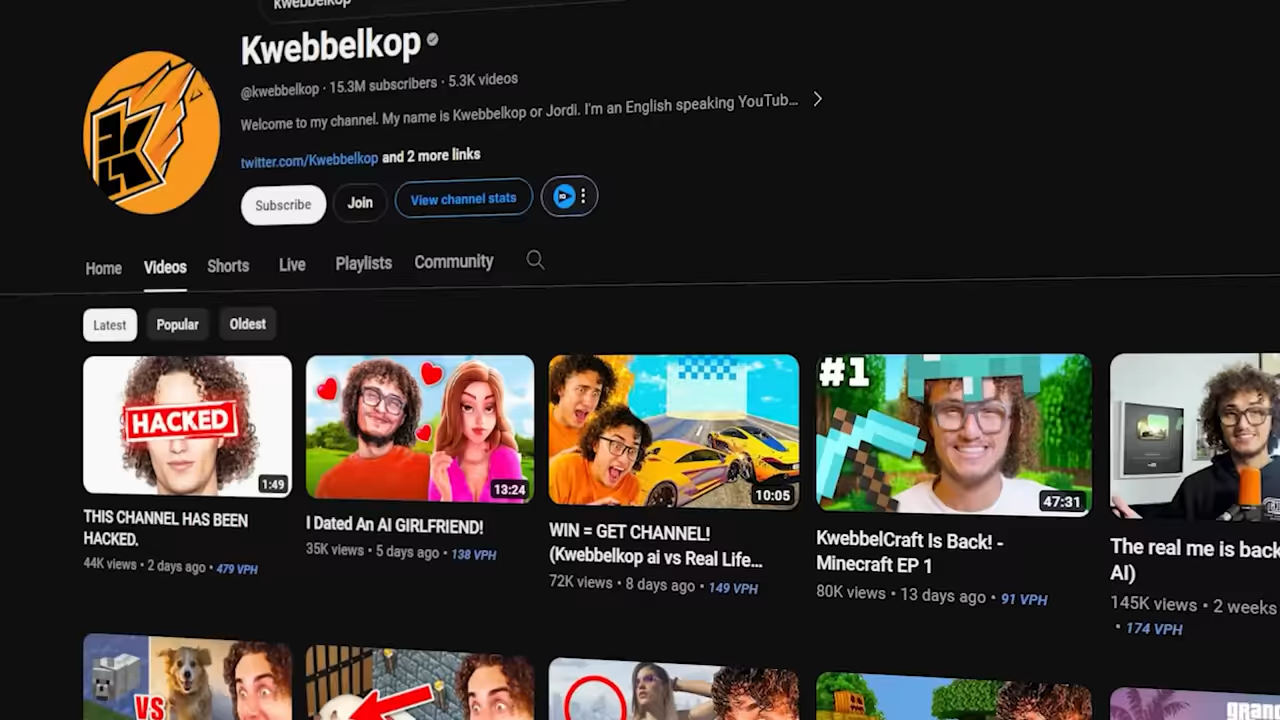 Kwebbelkop
Kwebbelkop
@kwebbelkop · 15.3M subscribers · 5.3K videos
Welcome to my channel. My name is Kwebbelkop or Jordi. I'm an English speaking YouTub...
twitter.com/Kwebbelkop and 2 more links
Subscribe Join View channel stats
Home Videos Shorts Live Playlists Community
Latest Popular Oldest
HACKED
1:49
13:24
10:05
#1
47:31
THIS CHANNEL HAS BEEN
HACKED.
44K views • 2 days ago • 479 VPH
I Dated An AI GIRLFRIEND!
35K views • 5 days ago • 138 VPH
WIN = GET CHANNEL!
(Kwebbelkop ai vs Real Life...
72K views • 8 days ago • 149 VPH
KwebbelCraft Is Back! -
Minecraft EP 1
80K views • 13 days ago • 91 VPH
The real me is back
AI)
145K views • 2 weeks
• 174 VPH
VS